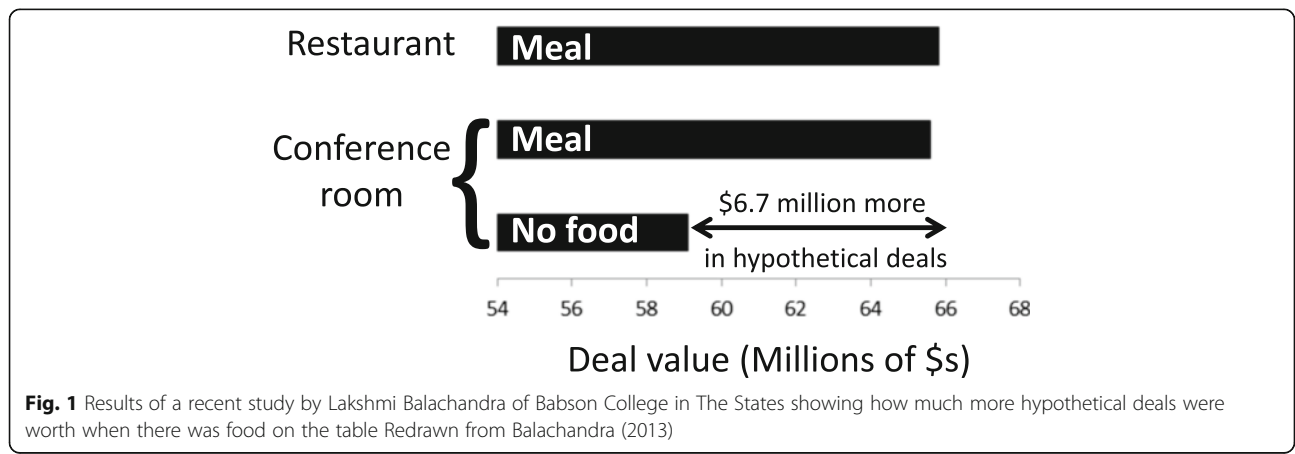 Restaurant
Meal
Conference
room
Meal
No food
$6.7 million more
in hypothetical deals
54 56 58 60 62 64 66 68
Deal value (Millions of $s)
Fig. 1 Results of a recent study by Lakshmi Balachandra of Babson College in The States showing how much more hypothetical deals were
worth when there was food on the table Redrawn from Balachandra (2013)